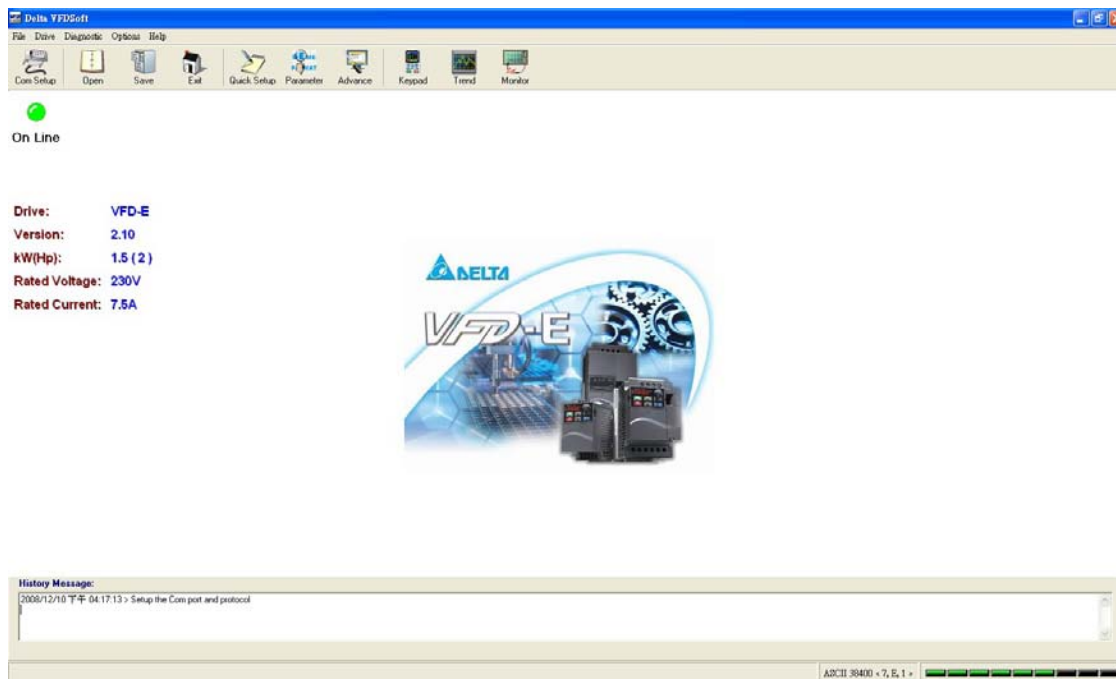 Delta VFDSoft
File Drive Diagnostic Options Help
Com Setup Open Save Exit Quick Setup Parameter Advance Keypad Trend Monitor
On Line
Drive: VFD-E
Version: 2.10
kW(Hp): 1.5 ( 2 )
Rated Voltage: 230V
Rated Current: 7.5A
DELTA
VFD-E
History Message:
2008/12/10 下午 04:17:13 > Setup the Com port and protocol
ASCII 38400 < 7, E, 1 >